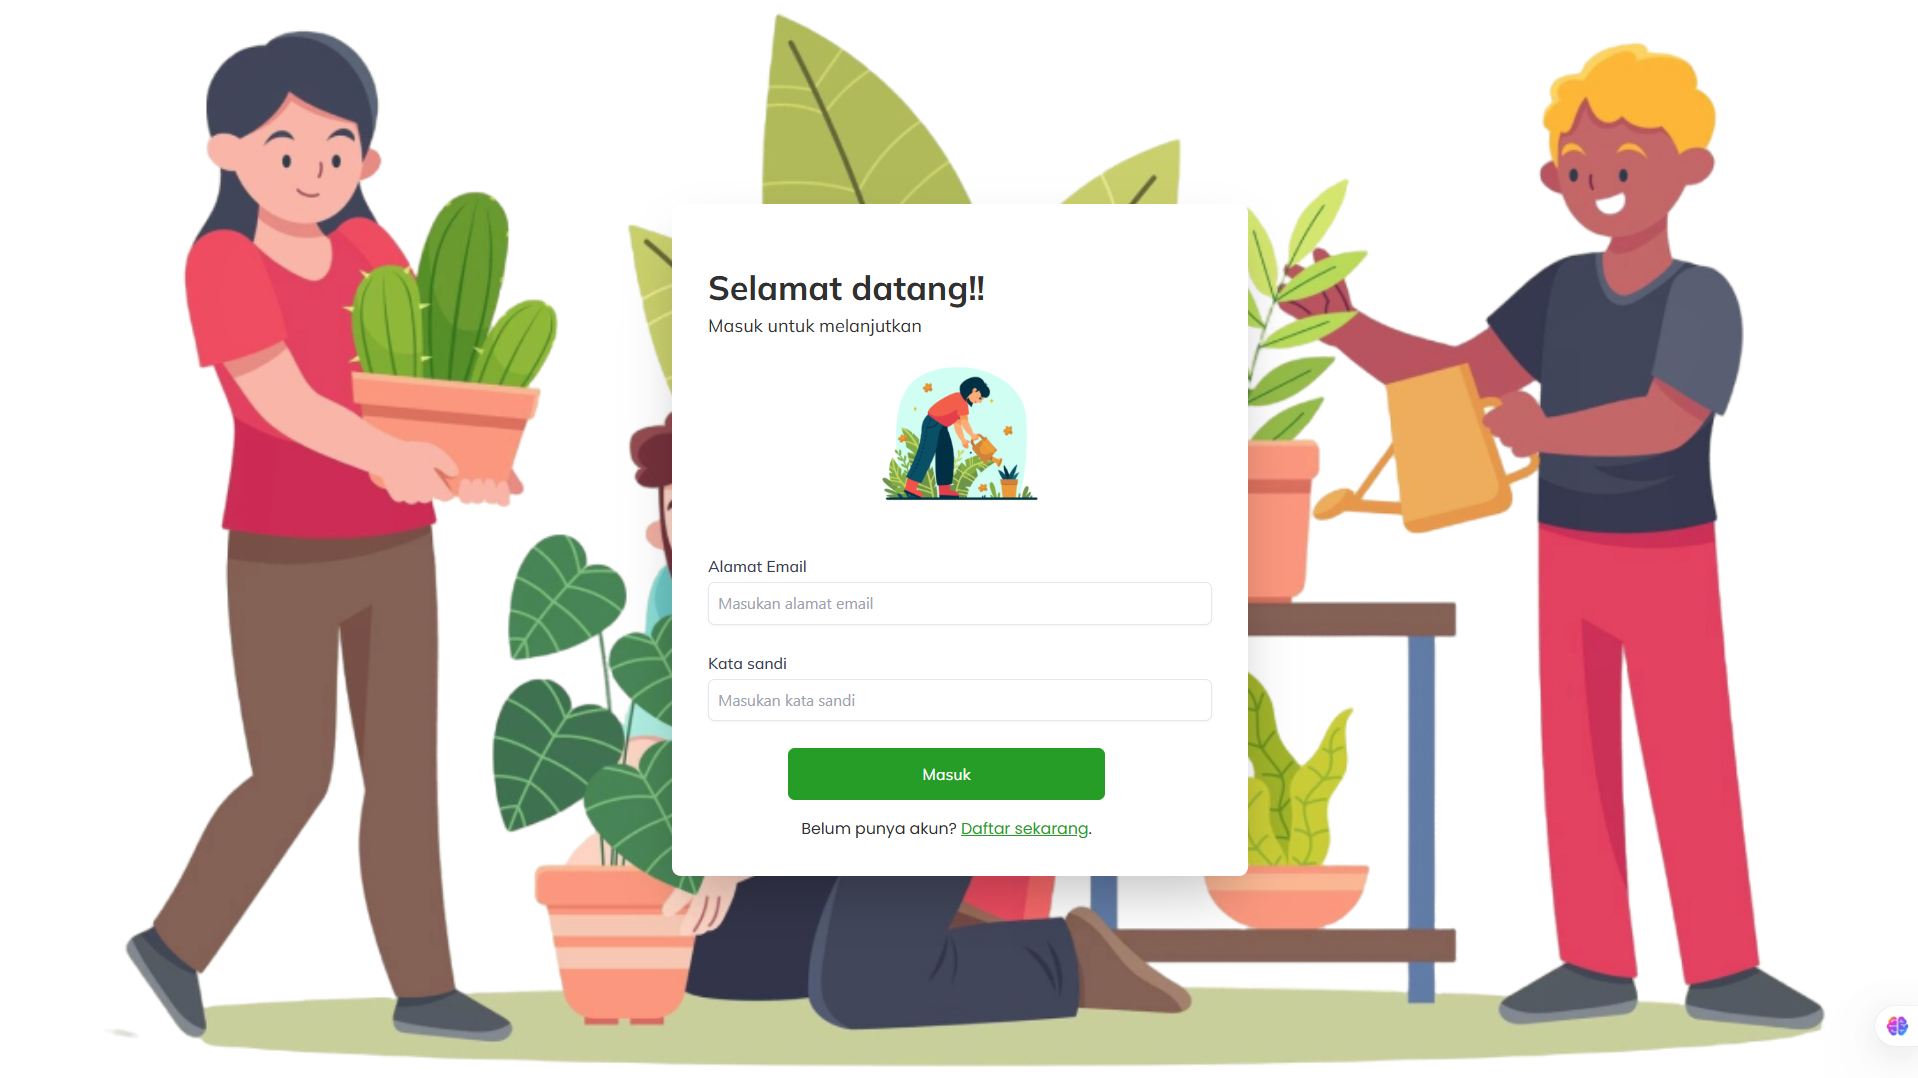 Selamat datang!!
Masuk untuk melanjutkan
Alamat Email
Masukan alamat email
Kata sandi
Masukan kata sandi
Masuk
Belum punya akun? Daftar sekarang.